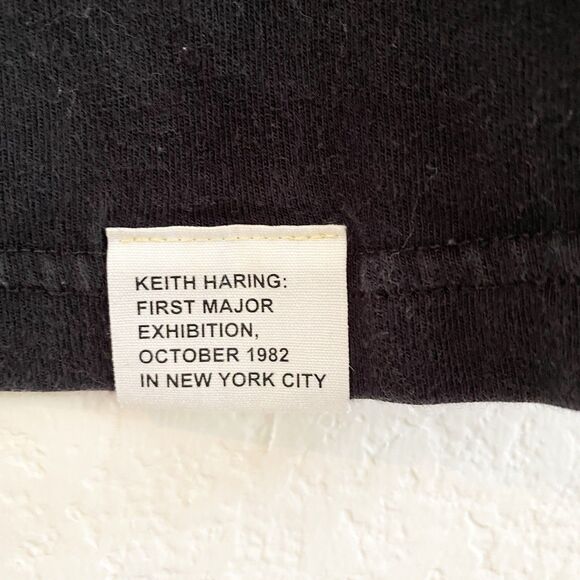 KEITH HARING:
FIRST MAJOR
EXHIBITION,
OCTOBER 1982
IN NEW YORK CITY